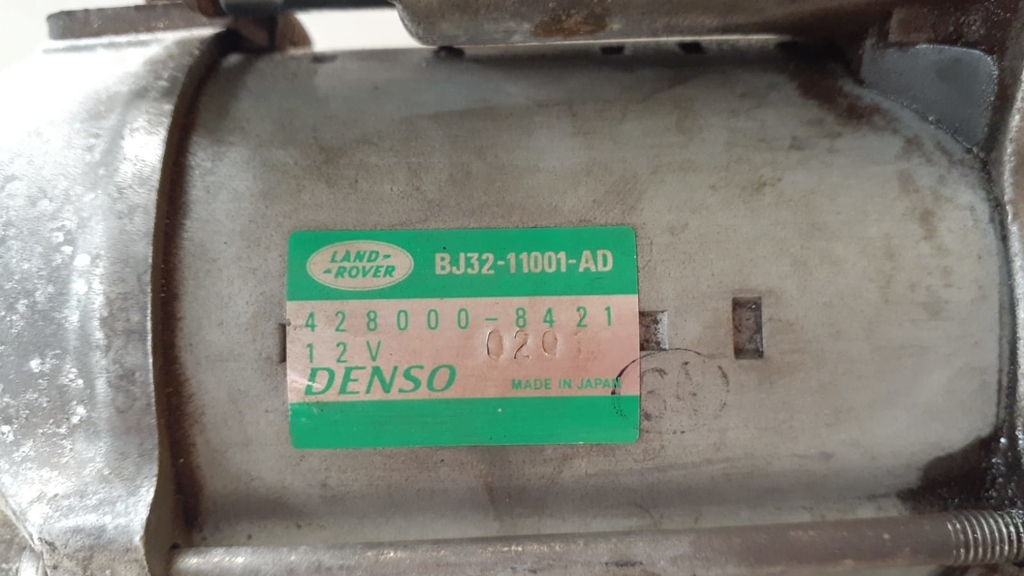 LAND-
-ROVER
BJ32-11001-AD
428000-8421
12V
DENSO
MADE IN JAPAN